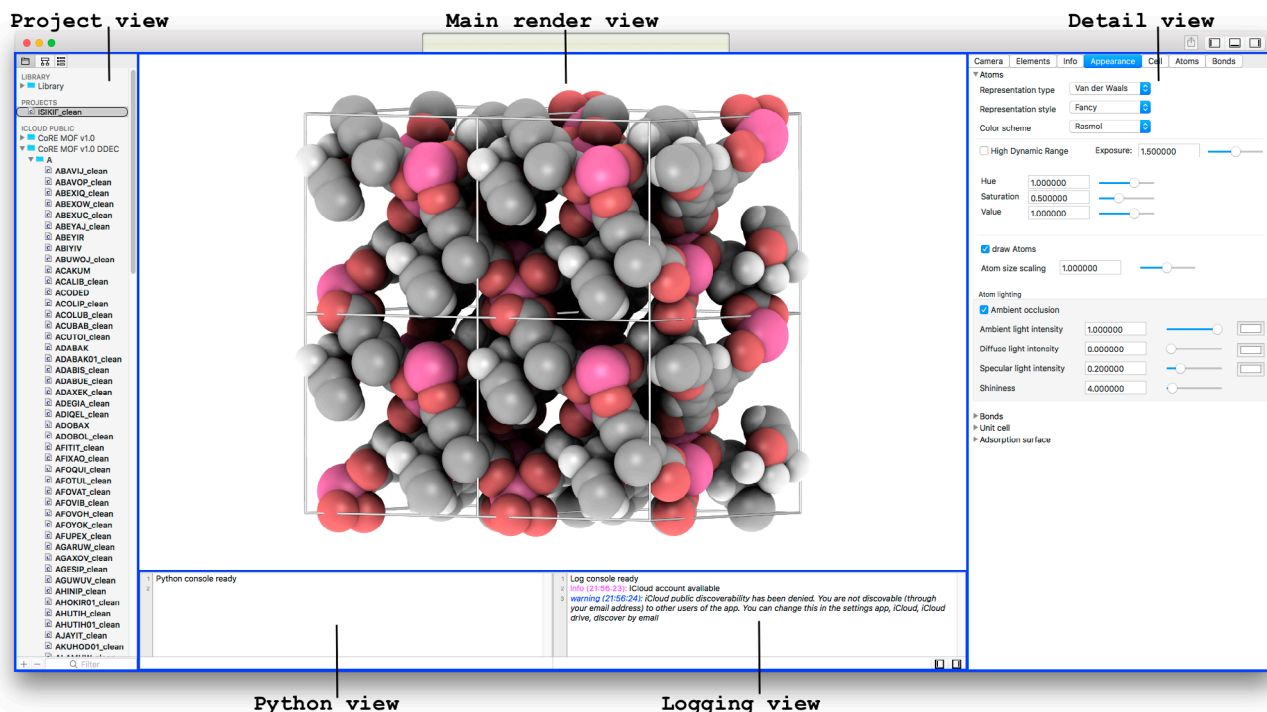 Project view
Main render view
Detail view
LIBRARY
Library
PROJECTS
ISIKIF_clean
ICLOUD PUBLIC
CoRE MOF v1.0
CoRE MOF v1.0 DDEC
A
ABAVIJ_clean
ABAVOP_clean
ABEXIQ_clean
ABEXOW_clean
ABEXUC_clean
ABEYAJ_clean
ABEYIR
ABIYIV
ABUWOJ_clean
ACAKUM
ACALIB_clean
ACODED
ACOLIP_clean
ACOLUB_clean
ACUBAB_clean
ACUTOI_clean
ADABAK
ADABAK01_clean
ADABIS_clean
ADABUE_clean
ADAXEK_clean
ADEGIA_clean
ADIQEL_clean
ADOBAX
ADOBOL_clean
AFITIT_clean
AFIXAO_clean
AFOQUI_clean
AFOTUL_clean
AFOVAT_clean
AFOVIB_clean
AFOVOH_clean
AFOYOK_clean
AFUPEX_clean
AGARUW_clean
AGAXOV_clean
AGESIP_clean
AGUWUV_clean
AHINIP_clean
AHOKIR01_clean
AHUTIH_clean
AHUTIH01_clean
AJAYIT_clean
AKUHOD01_clean
+ − Filter
1 Python console ready
2
1 Log console ready
2 info (21:56:23): iCloud account available
3 warning (21:56:24): iCloud public discoverability has been denied. You are not discovable (through
your email address) to other users of the app. You can change this in the settings app, iCloud, iCloud
drive, discover by email
Camera Elements Info Appearance Cell Atoms Bonds
Atoms
Representation type Van der Waals
Representation style Fancy
Color scheme Rasmol
High Dynamic Range Exposure: 1.500000
Hue 1.000000
Saturation 0.500000
Value 1.000000
draw Atoms
Atom size scaling 1.000000
Atom lighting
Ambient occlusion
Ambient light intensity 1.000000
Diffuse light intensity 0.000000
Specular light intensity 0.200000
Shininess 4.000000
Bonds
Unit cell
Adsorption surface
Python view
Logging view